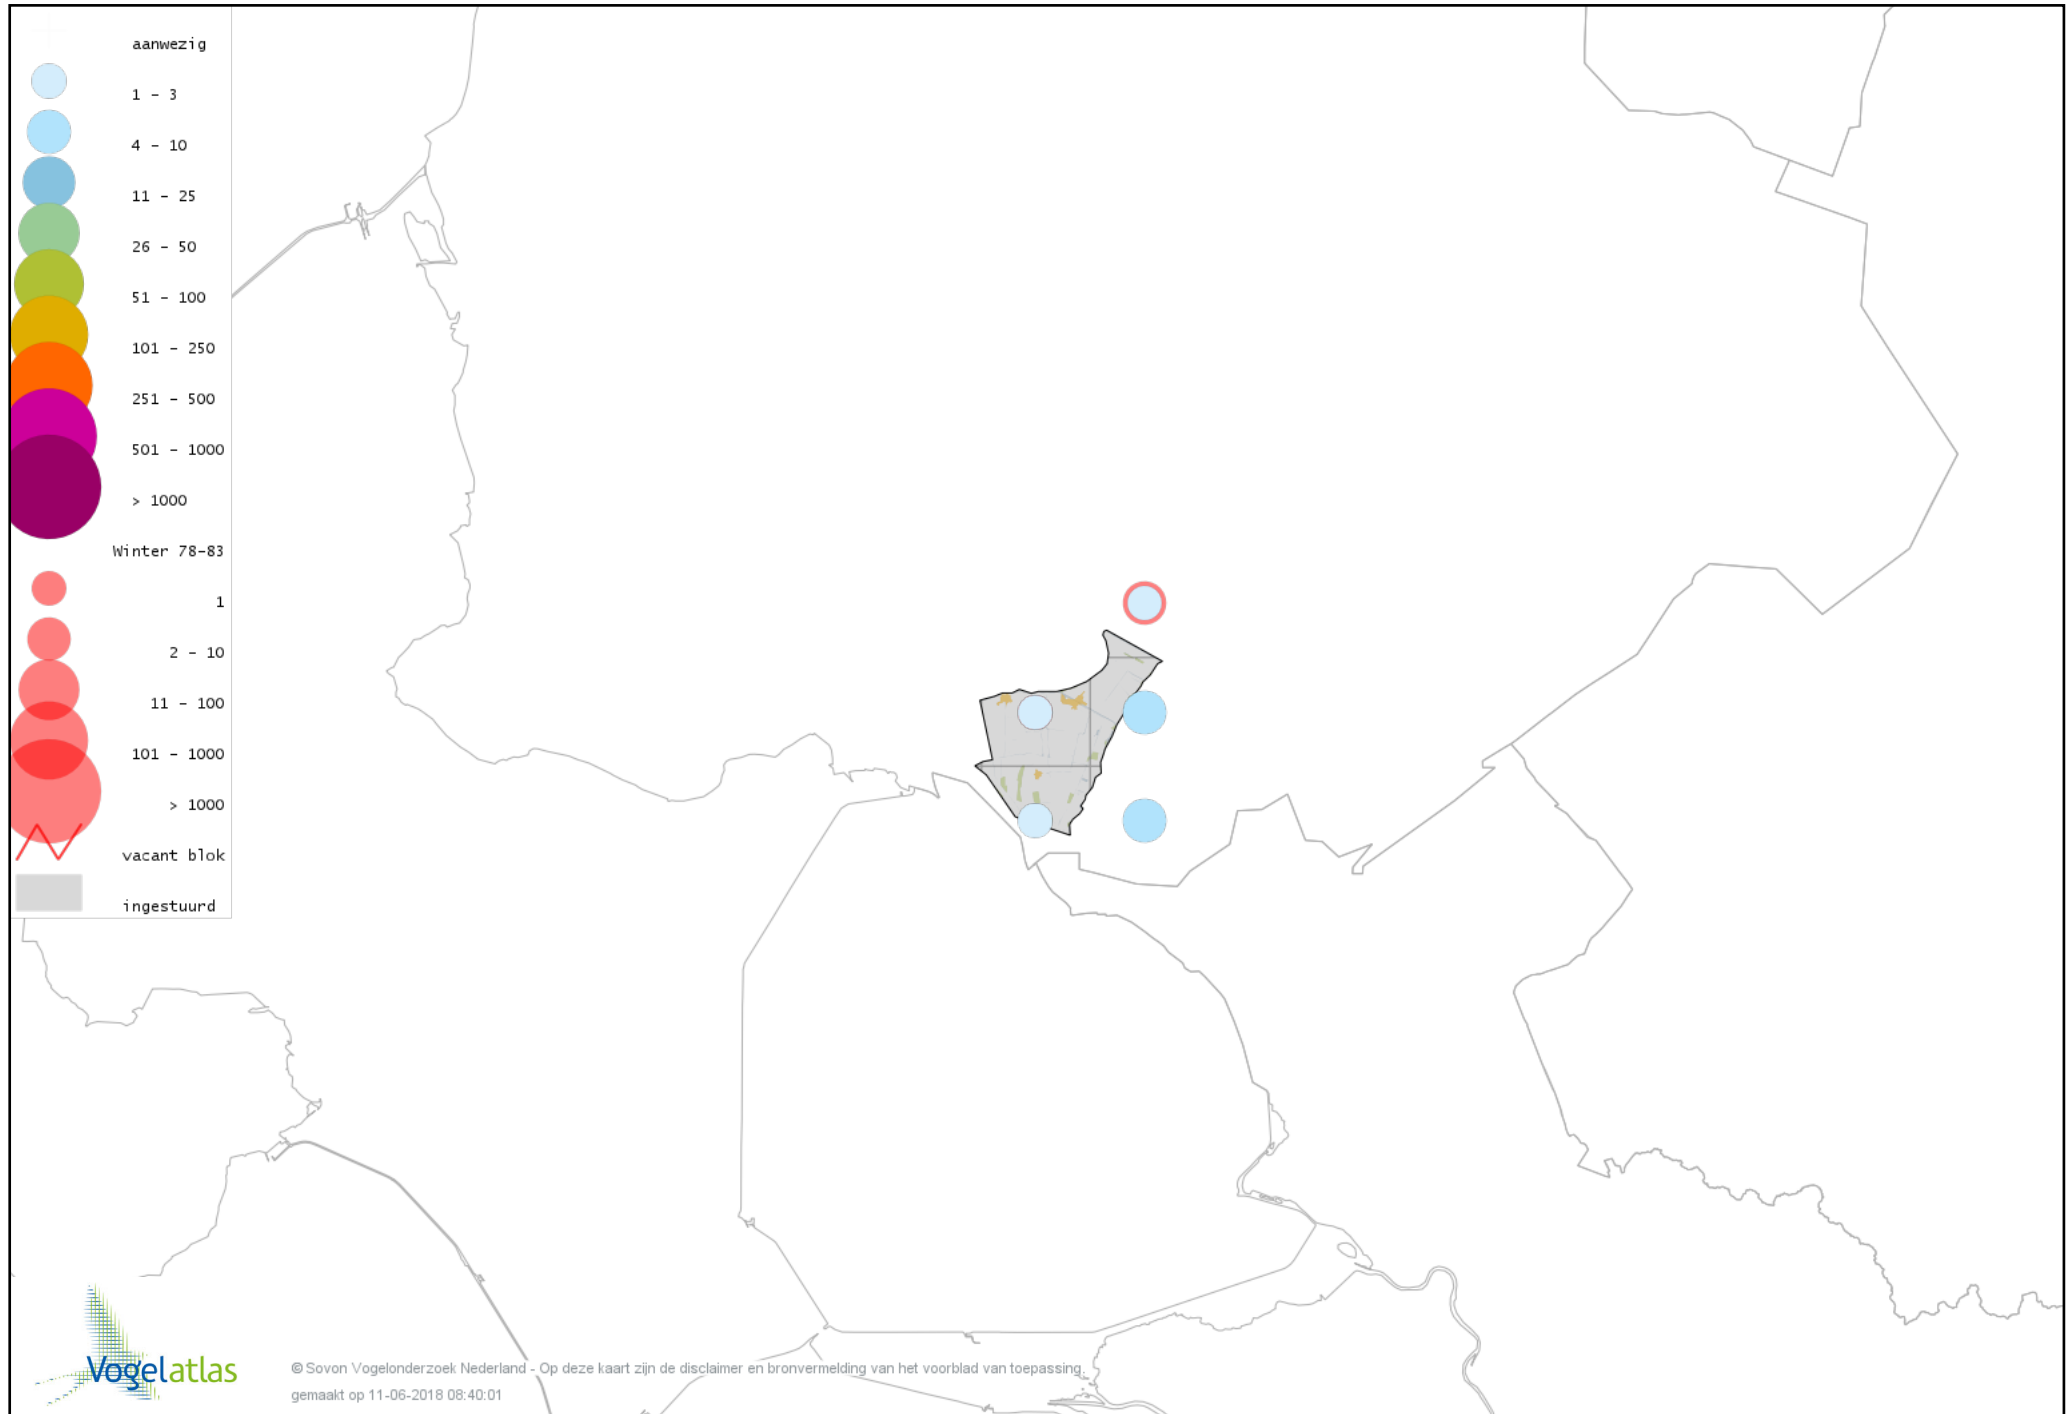 aanwezig
1 - 3
4 - 10
11 - 25
26 - 50
51 - 100
101 - 250
251 - 500
501 - 1000
> 1000
Winter 78-83
1
2 - 10
11 - 100
101 - 1000
> 1000
vacant blok
ingestuurd
Vogelatlas
© Sovon Vogelonderzoek Nederland - Op deze kaart zijn de disclaimer en bronvermelding van het voorblad van toepassing.
gemaakt op 11-06-2018 08:40:01